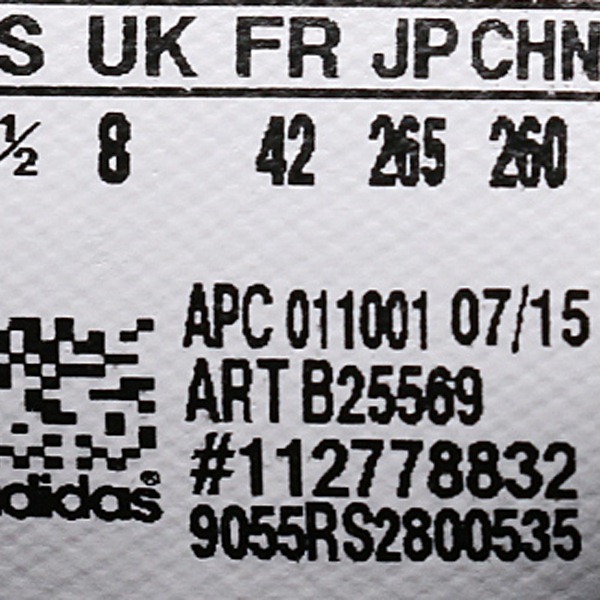 S UK FR JP CHN
½ 8 42 265 260
APC 011001 07/15
ART B25569
#112778832
adidas®
9055RS2800535